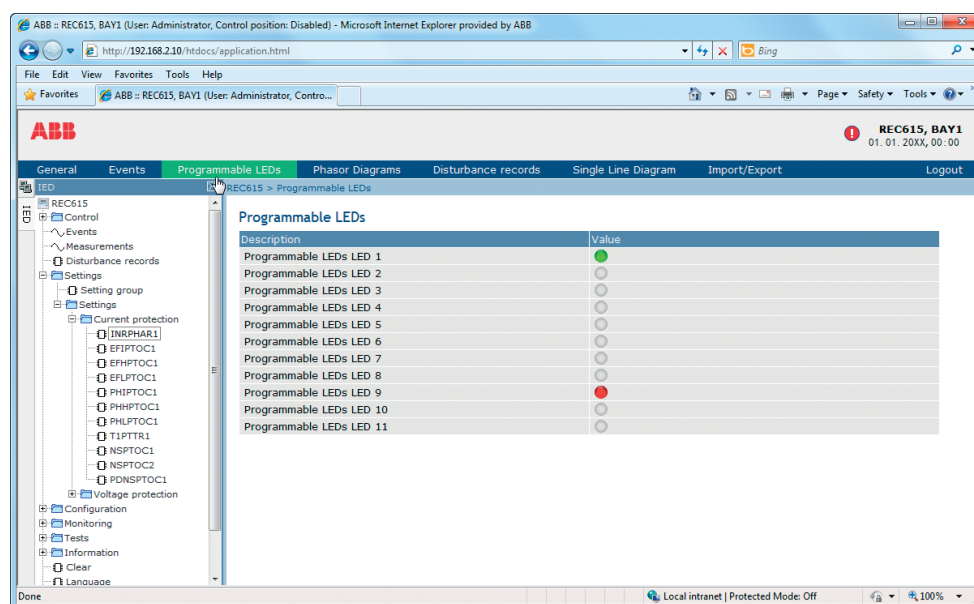 ABB :: REC615, BAY1 (User: Administrator, Control position: Disabled) - Microsoft Internet Explorer provided by ABB
http://192.168.2.10/htdocs/application.html
Bing
File Edit View Favorites Tools Help
Favorites ABB :: REC615, BAY1 (User: Administrator, Contro... Page Safety Tools
ABB
REC615, BAY1
01. 01. 20XX, 00:00
General Events Programmable LEDs Phasor Diagrams Disturbance records Single Line Diagram Import/Export Logout
IED
REC615 > Programmable LEDs
IED
REC615
Control
Events
Measurements
Disturbance records
Settings
Setting group
Settings
Current protection
INRPHAR1
EFIPTOC1
EFHPTOC1
EFLPTOC1
PHIPTOC1
PHHPTOC1
PHLPTOC1
T1PTTR1
NSPTOC1
NSPTOC2
PDNSPTOC1
Voltage protection
Configuration
Monitoring
Tests
Information
Clear
Language
Programmable LEDs
Description Value
Programmable LEDs LED 1
Programmable LEDs LED 2
Programmable LEDs LED 3
Programmable LEDs LED 4
Programmable LEDs LED 5
Programmable LEDs LED 6
Programmable LEDs LED 7
Programmable LEDs LED 8
Programmable LEDs LED 9
Programmable LEDs LED 10
Programmable LEDs LED 11
Done
Local intranet | Protected Mode: Off
100%